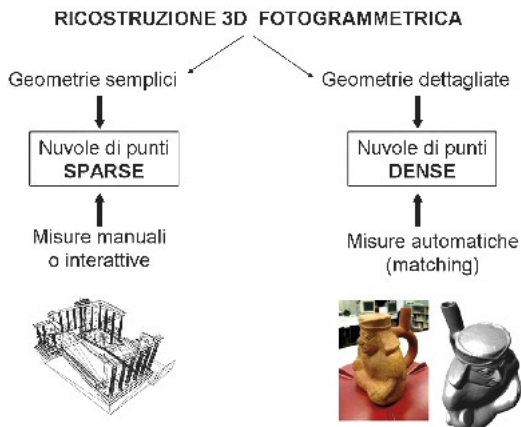 RICOSTRUZIONE 3D FOTOGRAMMETRICA
Geometrie semplici
Nuvole di punti
SPARSE
Misure manuali
o interattive
Geometrie dettagliate
Nuvole di punti
DENSE
Misure automatiche
(matching)